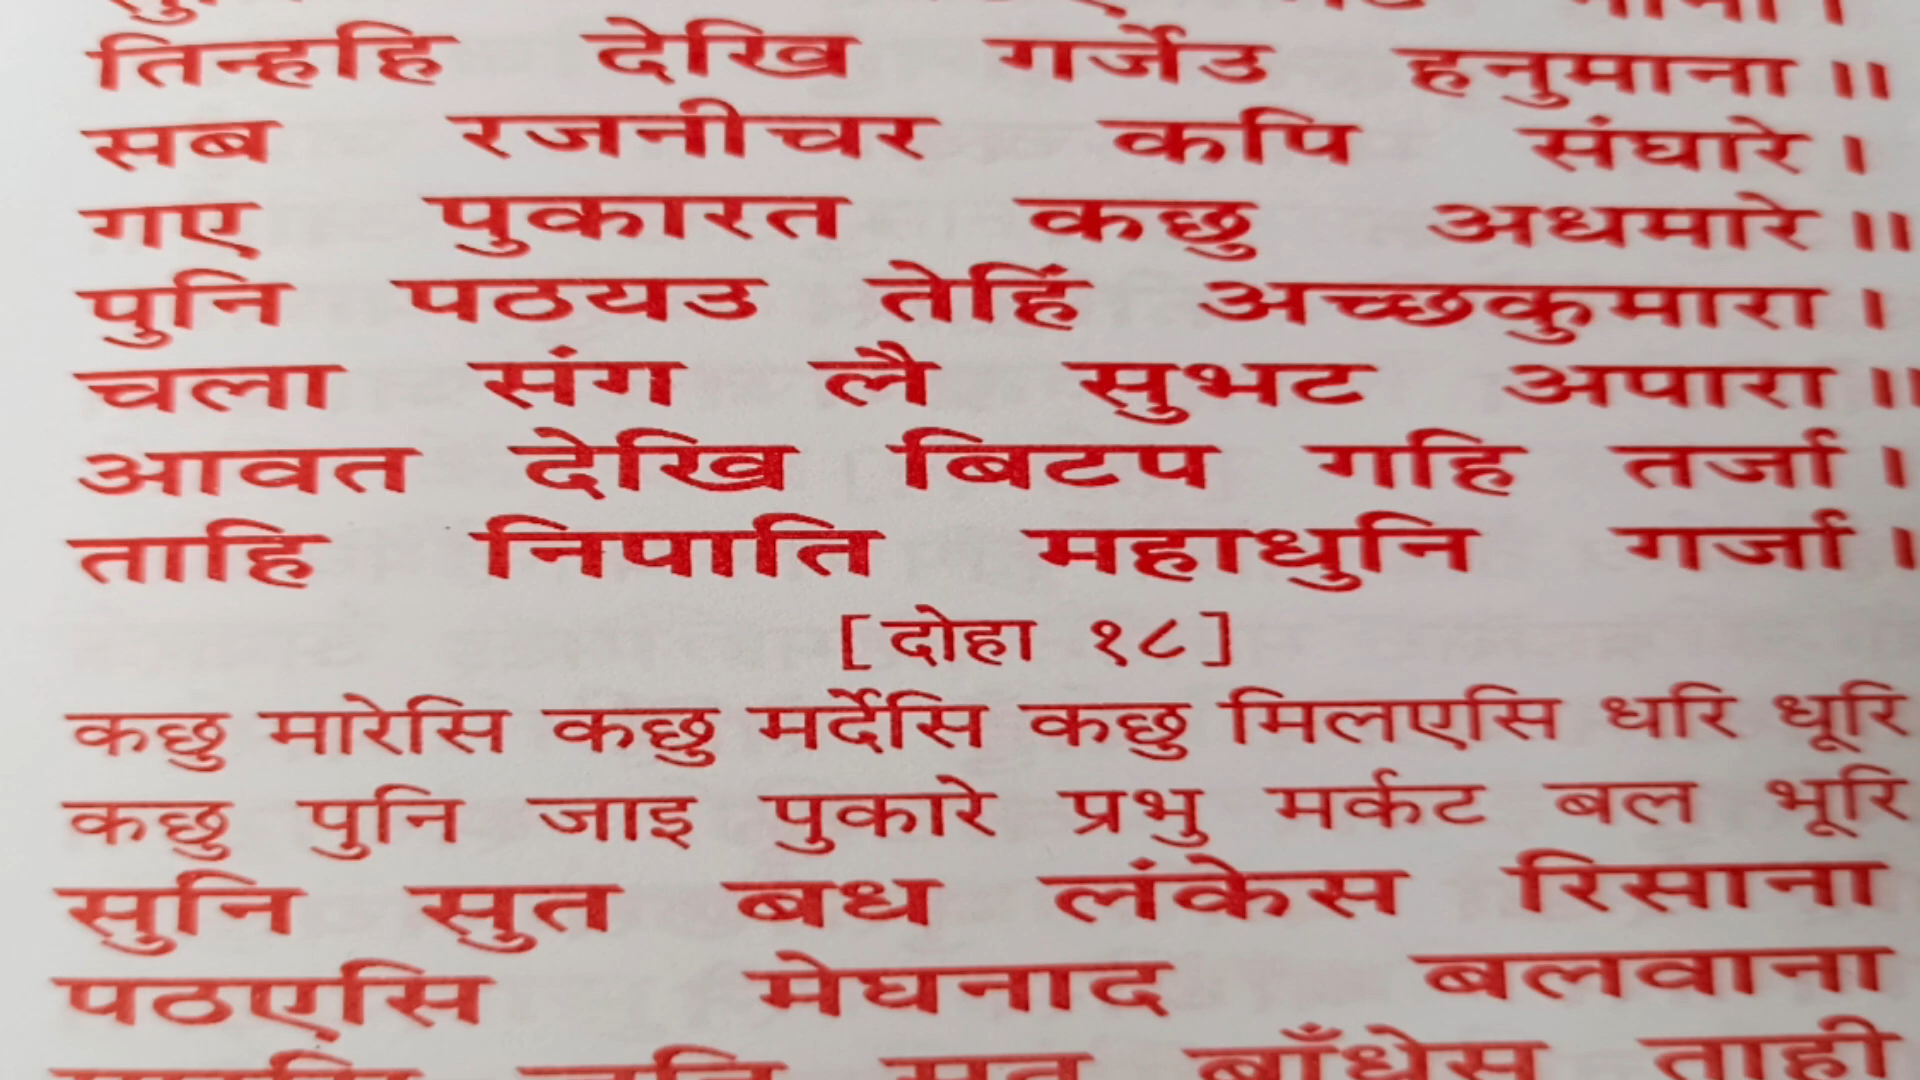 तिन्हहि देखि गर्जेउ हनुमाना ॥
सब रजनीचर कपि संघारे ।
गए पुकारत कछु अधमारे ॥
पुनि पठयउ तेहिं अच्छकुमारा ।
चला संग लै सुभट अपारा ॥
आवत देखि बिटप गहि तर्जा ।
ताहि निपाति महाधुनि गर्जा ।
[ दोहा १८ ]
कछु मारेसि कछु मर्देसि कछु मिलएसि धरि धूरि
कछु पुनि जाइ पुकारे प्रभु मर्कट बल भूरि
सुनि सुत बध लंकेस रिसाना
पठएसि मेघनाद बलवाना
बाँधेसु ताही